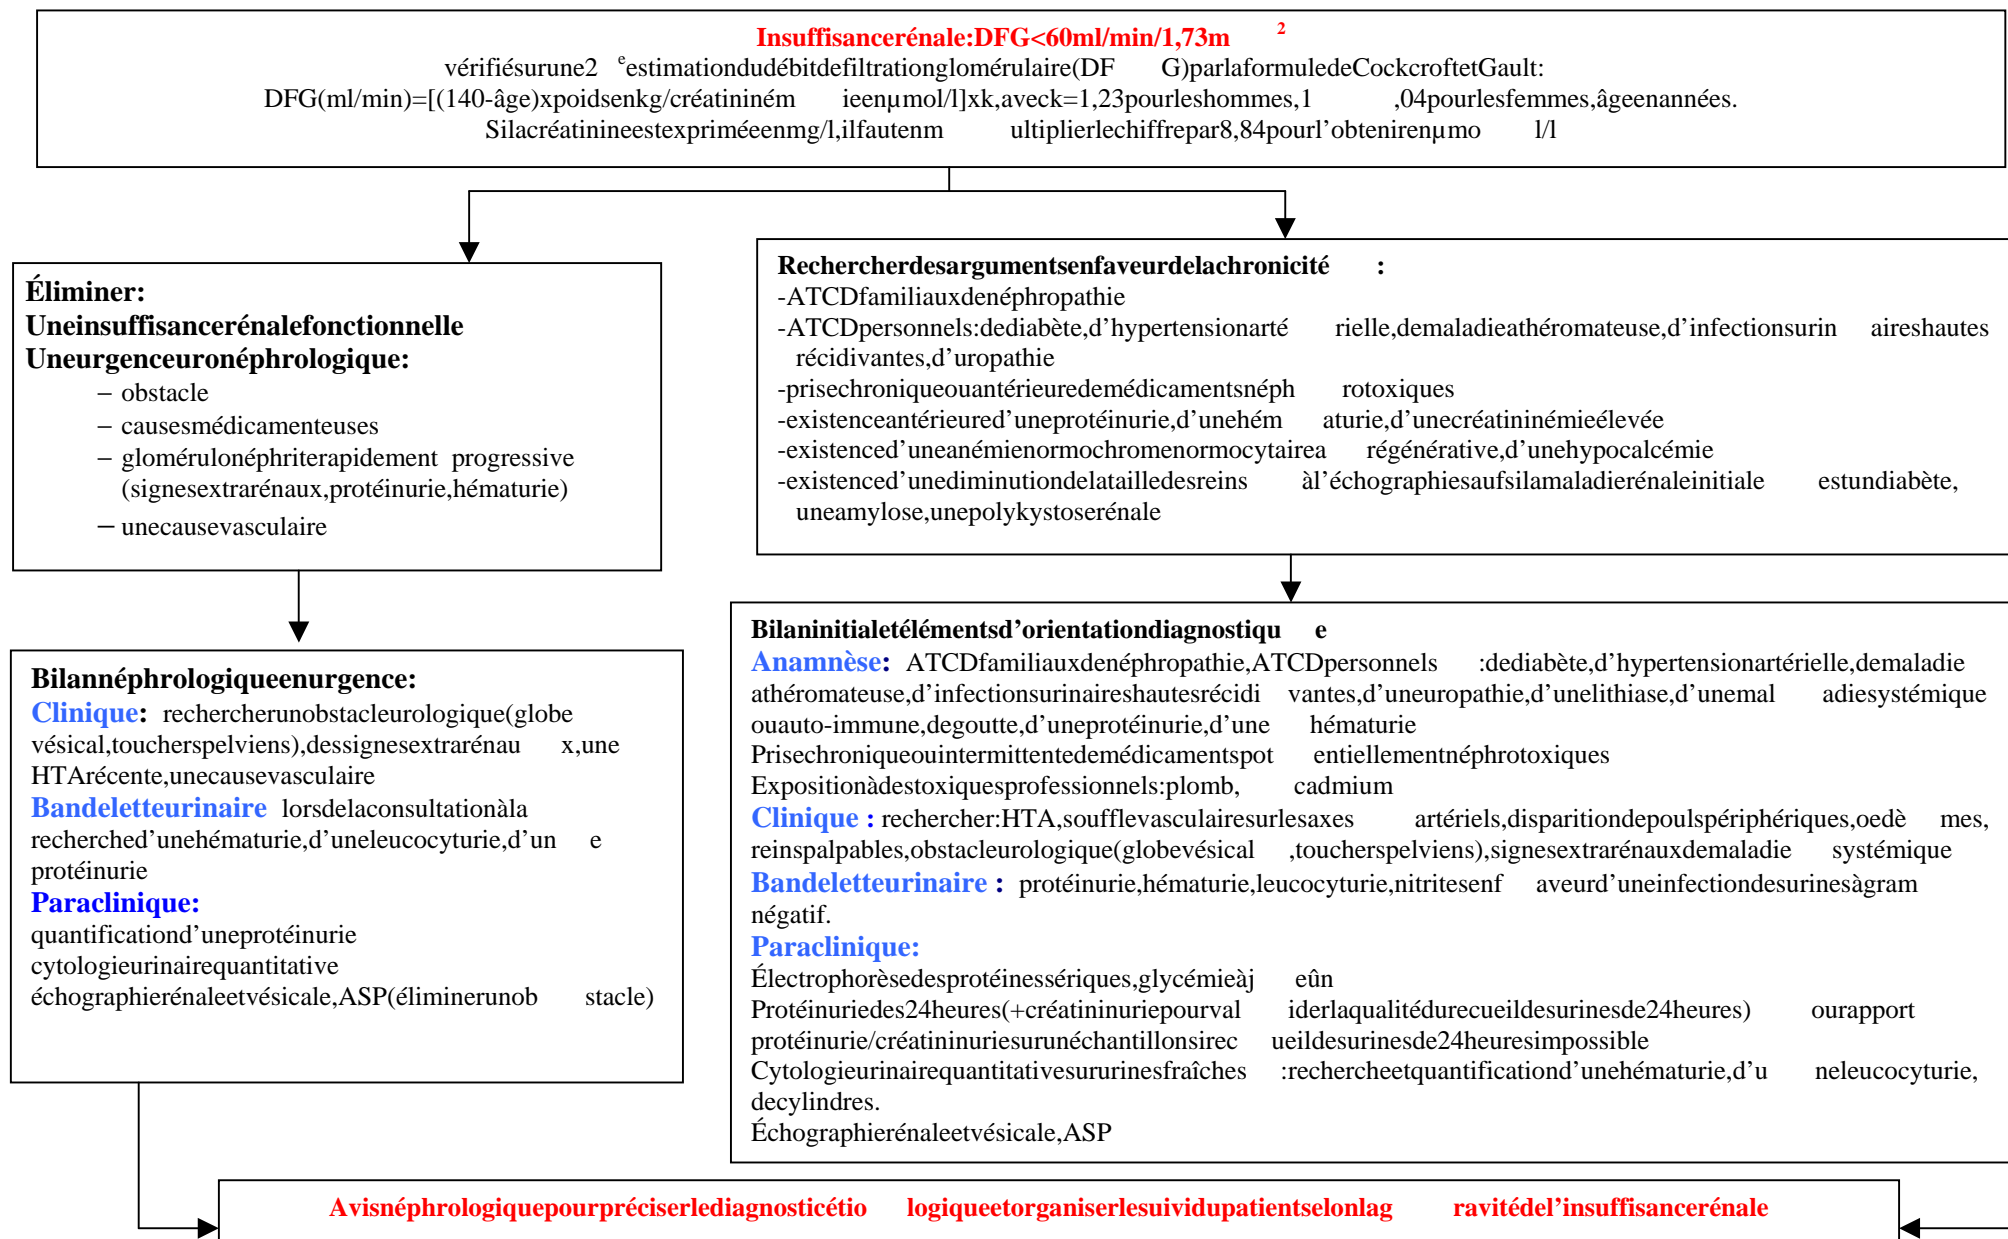 Insuffisancerénale:DFG<60ml/min/1,73m 2
vérifiésurune2 eestimationdudébitdefiltrationglomérulaire(DF G)parlaformuledeCockcroftetGault:
DFG(ml/min)=[(140-âge)xpoidsenkg/créatininém ieenµmol/l]xk,aveck=1,23pourleshommes,1 ,04pourlesfemmes,âgeenannées.
Silacréatinineestexpriméeenmg/l,ilfautenm ultiplierlechiffrepar8,84pourl’obtenirenµmo l/l
Éliminer:
Uneinsuffisancerénalefonctionnelle
Uneurgenceuronéphrologique:
– obstacle
– causesmédicamenteuses
– glomérulonéphriterapidement progressive
(signesextrarénaux,protéinurie,hématurie)
– unecausevasculaire
Rechercherdesargumentsenfaveurdelachronicité :
-ATCDfamiliauxdenéphropathie
-ATCDpersonnels:dediabète,d’hypertensionarté rielle,demaladieathéromateuse,d’infectionsurin aireshautes
récidivantes,d’uropathie
-prisechroniqueouantérieuredemédicamentsnéph rotoxiques
-existenceantérieured’uneprotéinurie,d’unehém aturie,d’unecréatininémieélevée
-existenced’uneanémienormochromenormocytairea régénérative,d’unehypocalcémie
-existenced’unediminutiondelatailledesreins àl’échographiesaufsilamaladierénaleinitiale estundiabète,
uneamylose,unepolykystoserénale
Bilannéphrologiqueenurgence:
Clinique: rechercherunobstacleurologique(globe
vésical,toucherspelviens),dessignesextrarénau x,une
HTArécente,unecausevasculaire
Bandeletteurinaire lorsdelaconsultationàla
recherched’unehématurie,d’uneleucocyturie,d’un e
protéinurie
Paraclinique:
quantificationd’uneprotéinurie
cytologieurinairequantitative
échographierénaleetvésicale,ASP(éliminerunob stacle)
Bilaninitialetélémentsd’orientationdiagnostiqu e
Anamnèse: ATCDfamiliauxdenéphropathie,ATCDpersonnels :dediabète,d’hypertensionartérielle,demaladie
athéromateuse,d’infectionsurinaireshautesrécidi vantes,d’uneuropathie,d’unelithiase,d’unemal adiesystémique
ouauto-immune,degoutte,d’uneprotéinurie,d’une hématurie
Prisechroniqueouintermittentedemédicamentspot entiellementnéphrotoxiques
Expositionàdestoxiquesprofessionnels:plomb, cadmium
Clinique : rechercher:HTA,soufflevasculairesurlesaxes artériels,disparitiondepoulspériphériques,oedè mes,
reinspalpables,obstacleurologique(globevésical ,toucherspelviens),signesextrarénauxdemaladie systémique
Bandeletteurinaire : protéinurie,hématurie,leucocyturie,nitritesenf aveurd’uneinfectiondesurinesàgram
négatif.
Paraclinique:
Électrophorèsedesprotéinessériques,glycémieàj eûn
Protéinuriedes24heures(+créatininuriepourval iderlaqualitédurecueildesurinesde24heures) ourapport
protéinurie/créatininuriesurunéchantillonsirec ueildesurinesde24heuresimpossible
Cytologieurinairequantitativesururinesfraîches :rechercheetquantificationd’unehématurie,d’u neleucocyturie,
decylindres.
Échographierénaleetvésicale,ASP
Avisnéphrologiquepourpréciserlediagnosticétio logiqueetorganiserlesuividupatientselonlag ravitédel’insuffisancerénale